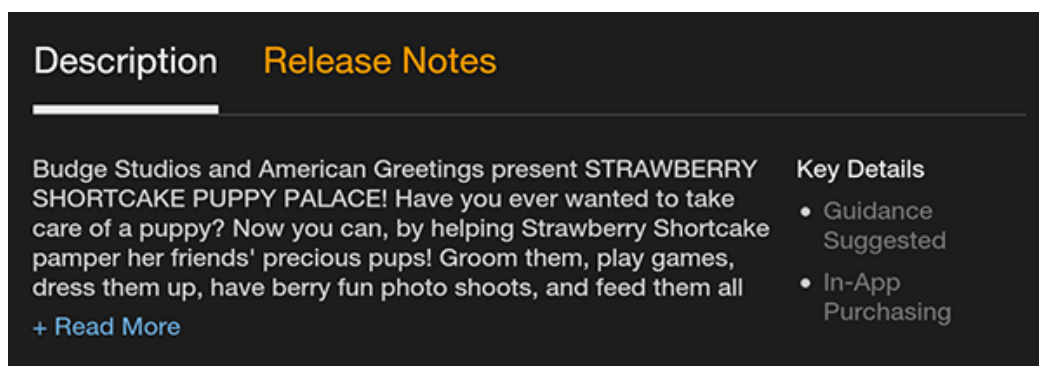 Description Release Notes
Budge Studios and American Greetings present STRAWBERRY
SHORTCAKE PUPPY PALACE! Have you ever wanted to take
care of a puppy? Now you can, by helping Strawberry Shortcake
pamper her friends' precious pups! Groom them, play games,
dress them up, have berry fun photo shoots, and feed them all
+ Read More
Key Details
• Guidance
Suggested
• In-App
Purchasing